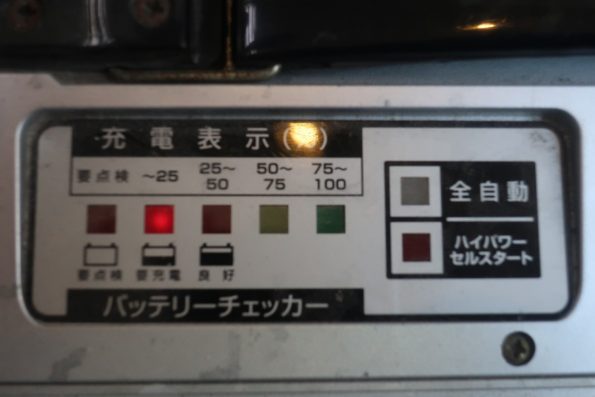 充電表示(%)
要点検 ~25 25~50 50~75 75~100
要点検 要充電 良好
バッテリーチェッカー
全自動
ハイパワー
セルスタート